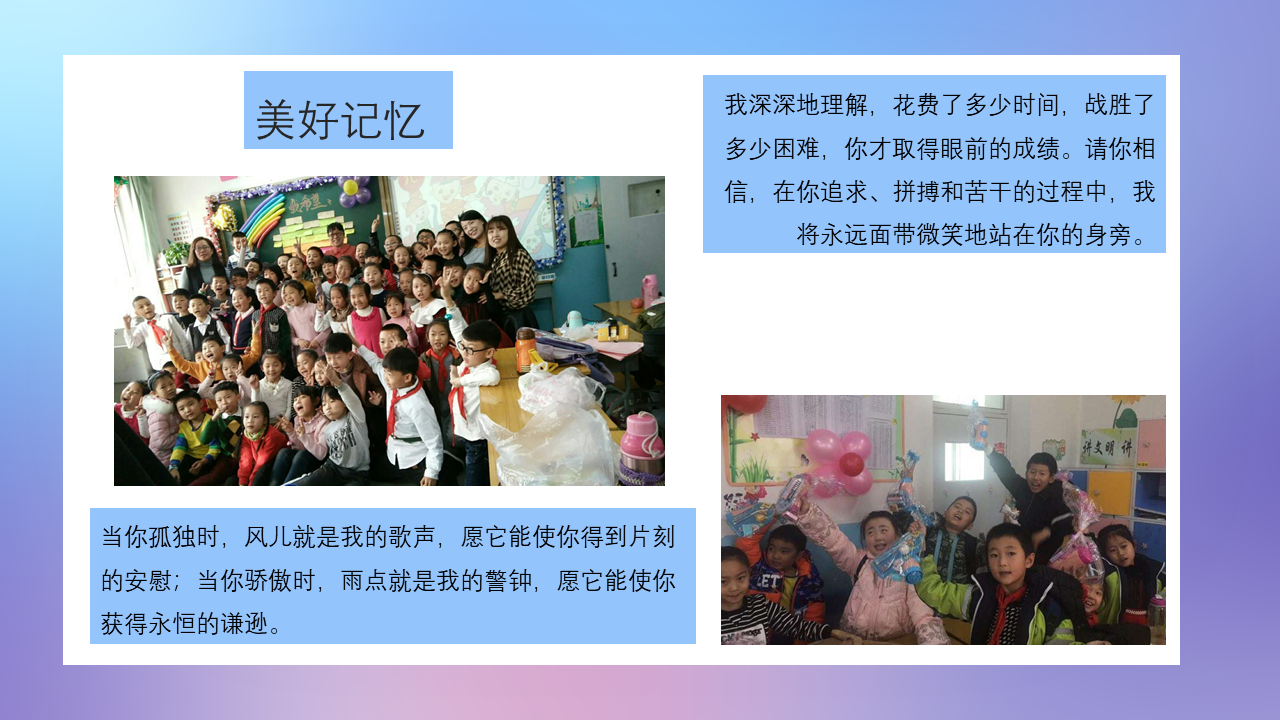 美好记忆
我深深地理解，花费了多少时间，战胜了
多少困难，你才取得眼前的成绩。请你相
信，在你追求、拼搏和苦干的过程中，我
将永远面带微笑地站在你的身旁。
当你孤独时，风儿就是我的歌声，愿它能使你得到片刻
的安慰；当你骄傲时，雨点就是我的警钟，愿它能使你
获得永恒的谦逊。
讲文明 讲